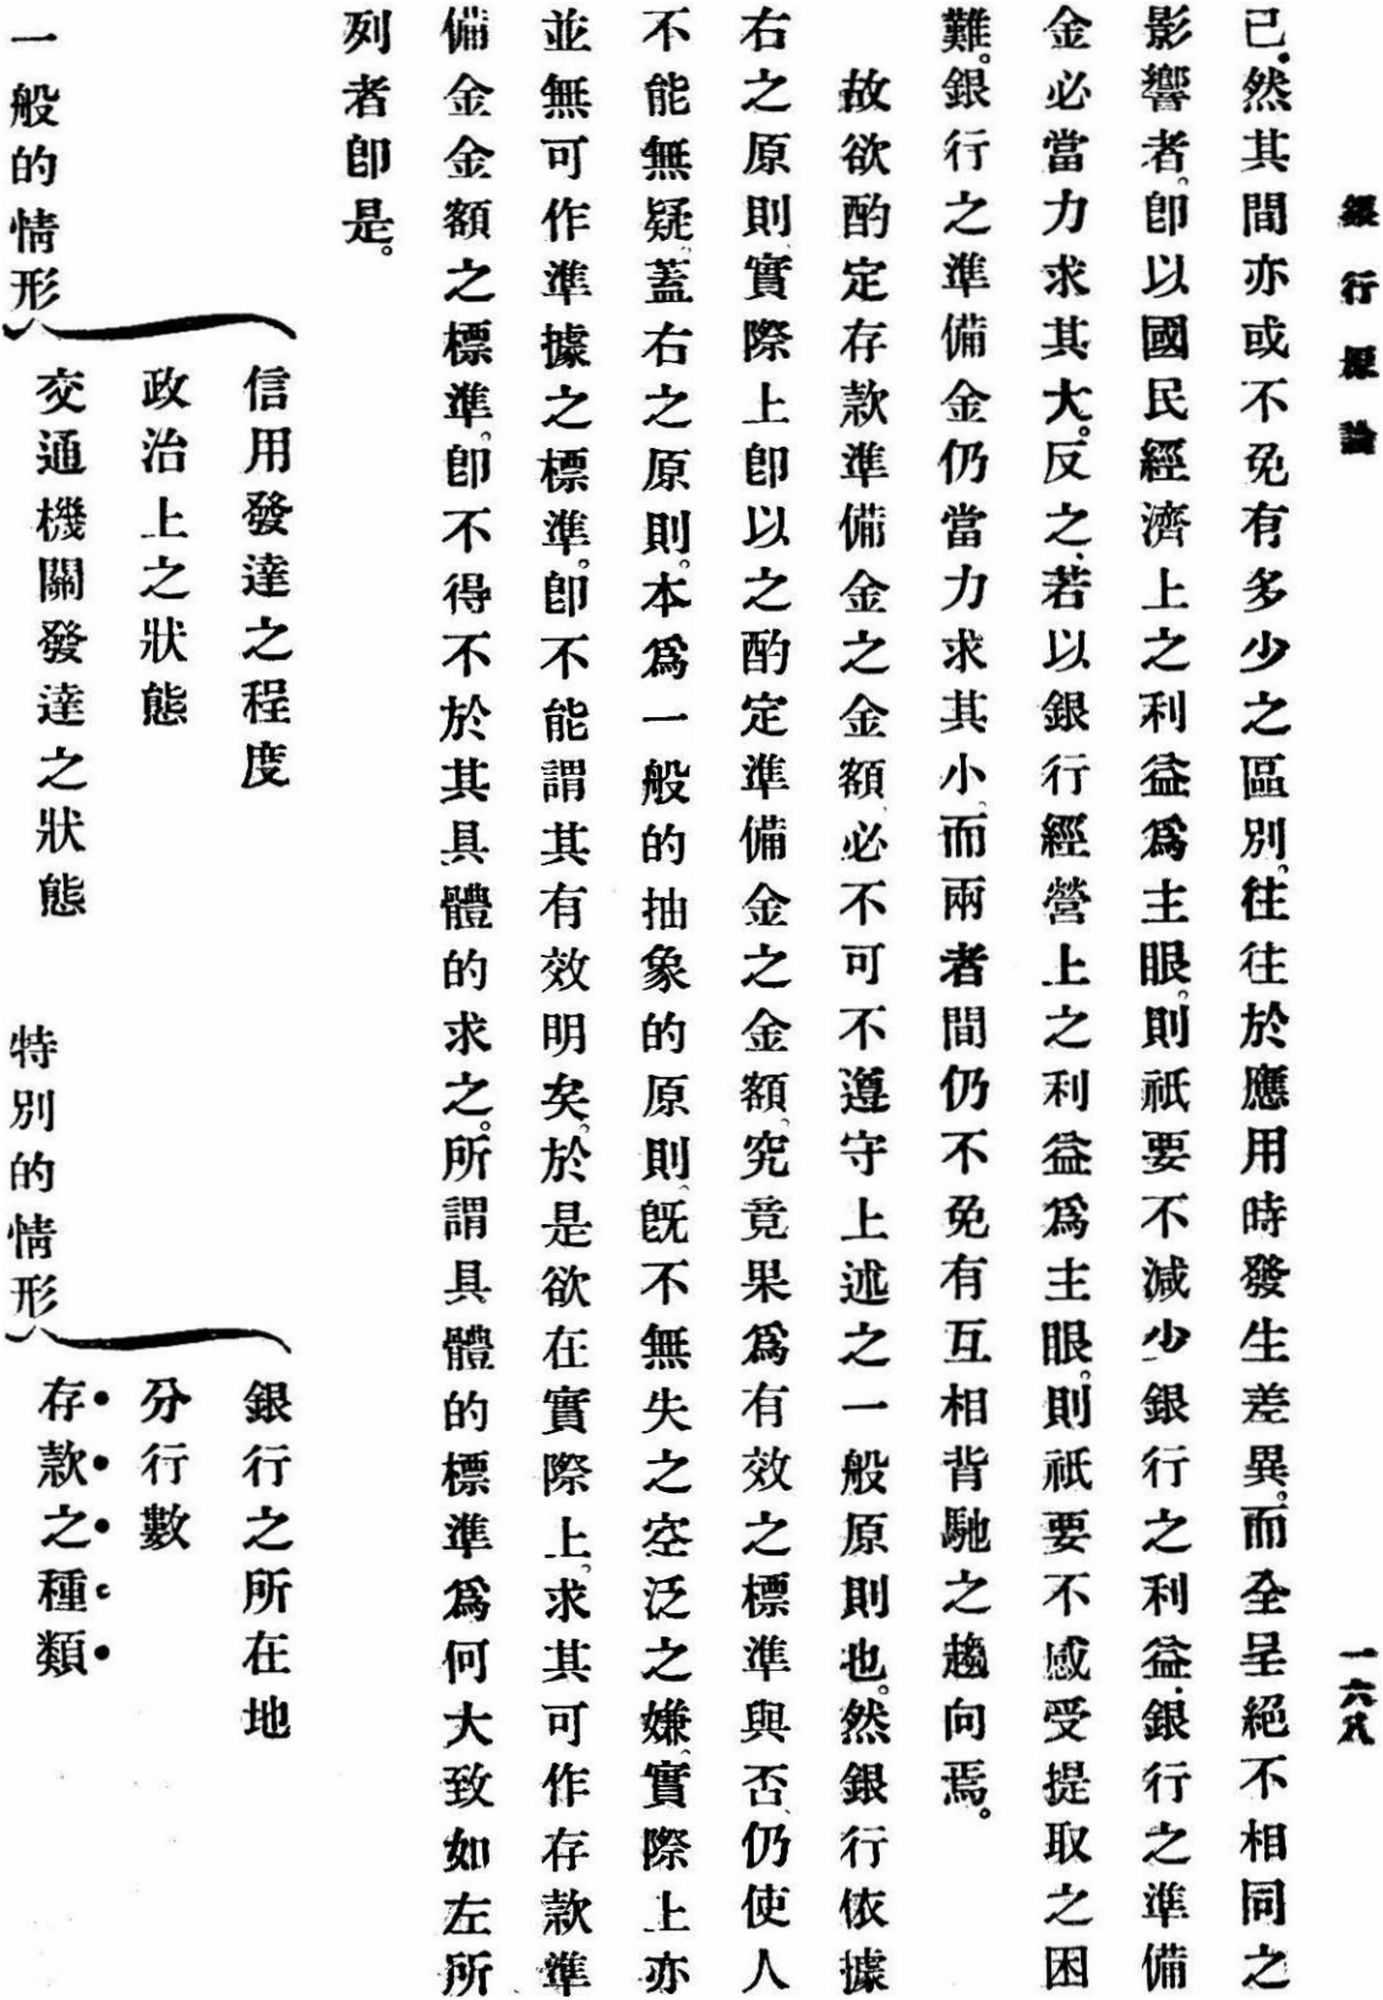 銀行原論
一六八
已。然其間亦或不免有多少之區別。往往於應用時發生差異。而全呈絕不相同之
影響者。卽以國民經濟上之利益爲主眼。則祇要不減少銀行之利益。銀行之準備
金必當力求其大。反之、若以銀行經營上之利益爲主眼。則祇要不感受提取之困
難。銀行之準備金仍當力求其小、而兩者間仍不免有互相背馳之趨向焉。
故欲酌定存款準備金之金額、必不可不遵守上述之一般原則也。然銀行依據
右之原則、實際上卽以之酌定準備金之金額、究竟果爲有效之標準與否、仍使人
不能無疑、蓋右之原則。本爲一般的抽象的原則、旣不無失之空泛之嫌、實際上亦
並無可作準據之標準。卽不能謂其有效明矣。於是欲在實際上、求其可作存款準
備金金額之標準。卽不得不於其具體的求之。所謂具體的標準爲何大致如左所
列者卽是。
一般的情形
信用發達之程度
政治上之狀態
交通機關發達之狀態
特別的情形
銀行之所在地
分行數
存款之種類